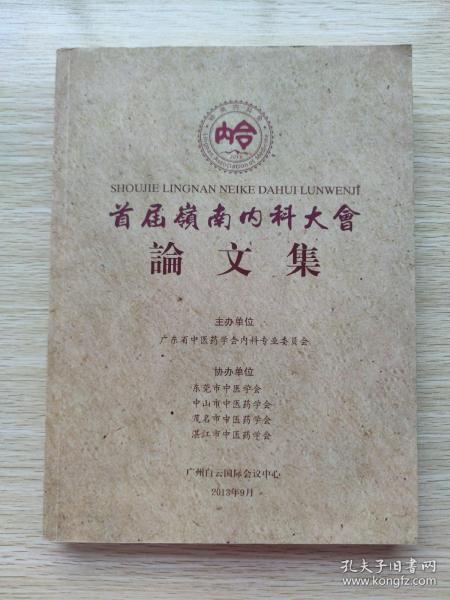 SHOUJIE LINGNAN NEIKE DAHUI LUNWENJI
首届嶺南内科大會
論文集
主办单位
广东省中医药学会内科专业委员会
协办单位
东莞市中医学会
中山市中医药学会
茂名市中医药学会
湛江市中医药学会
广州白云国际会议中心
2013年9月
孔夫子旧书网
www.kongfz.com